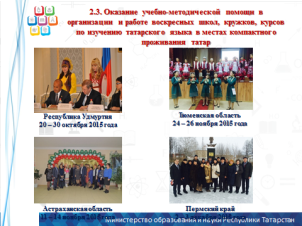 2.3. Оказание учебно-методической помощи в
организации и работе воскресных школ, кружков, курсов
по изучению татарского языка в местах компактного
проживания татар
Республика Удмуртия
20 – 30 октября 2015 года
Тюменская область
24 – 26 ноября 2015 года
Астраханская область
Пермский край
Министерство образования и науки Республики Татарстан